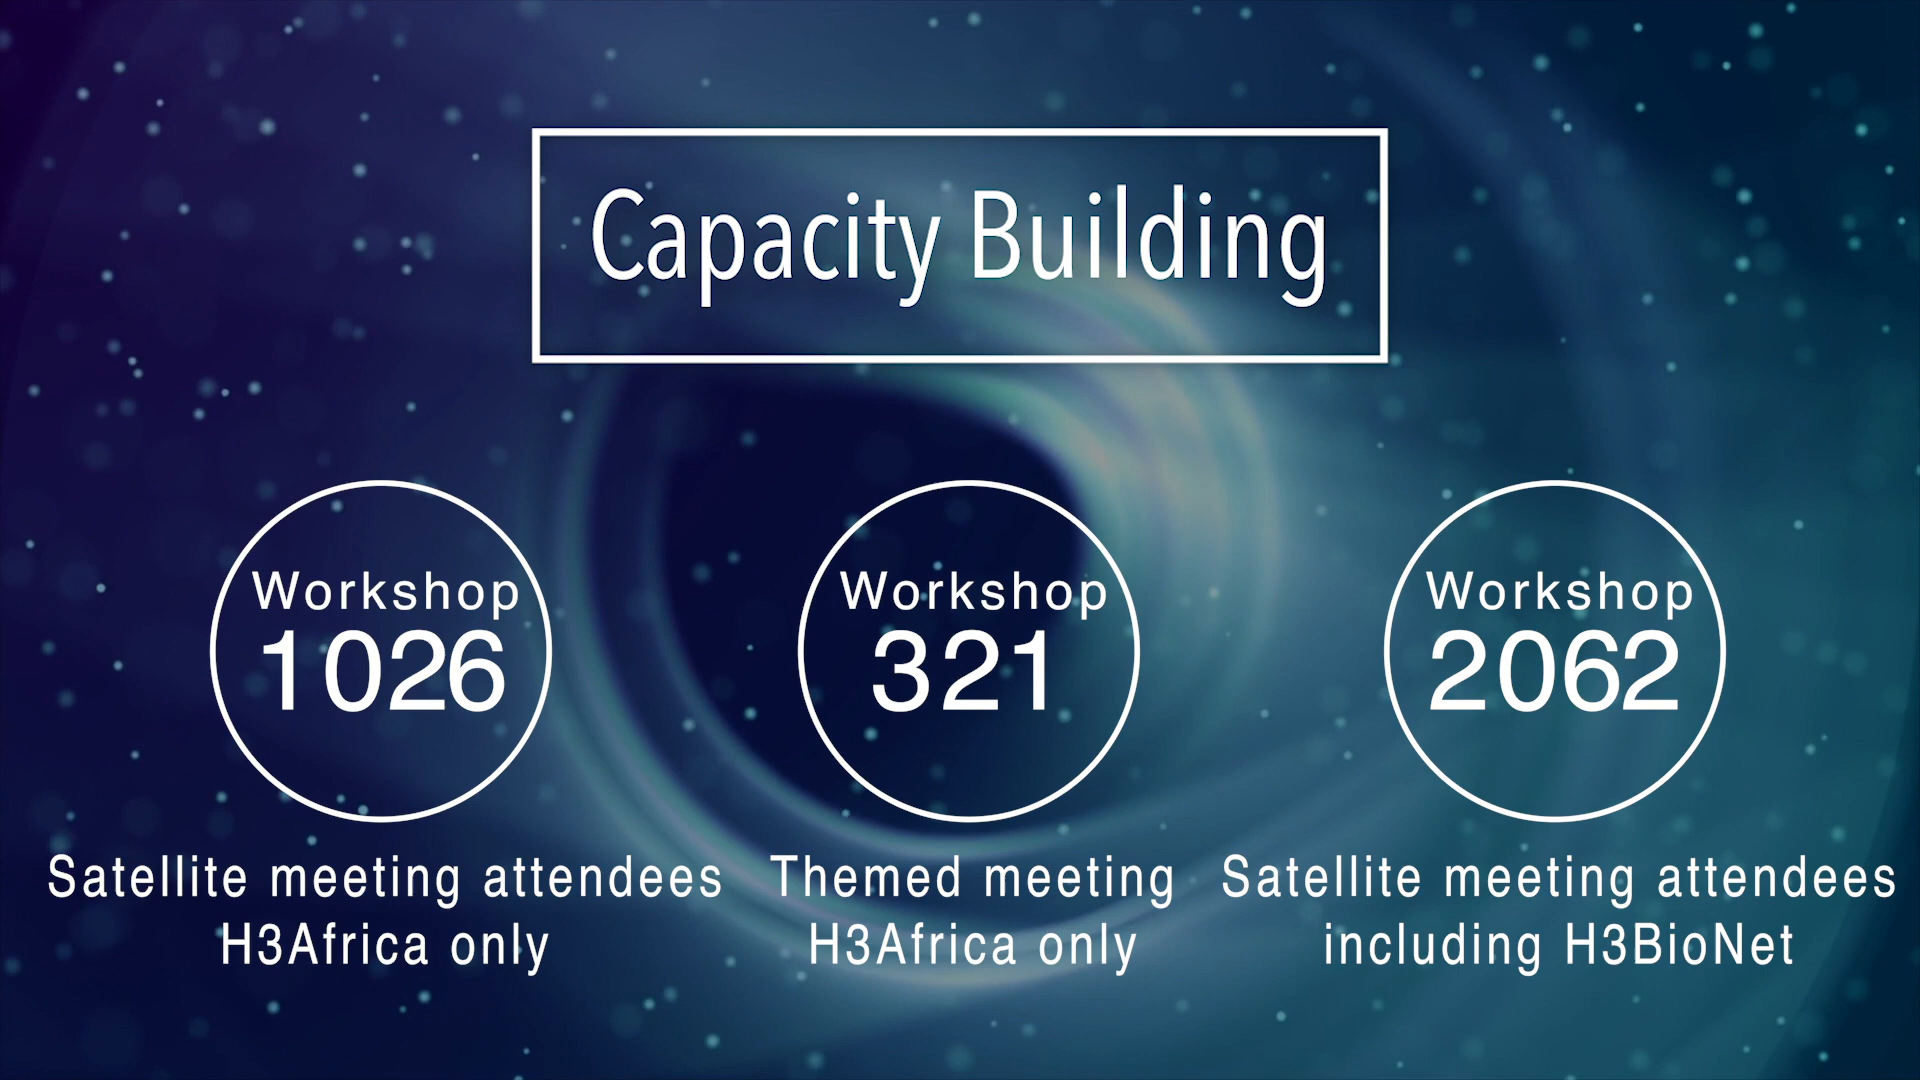 Capacity Building
Workshop
1026
Satellite meeting attendees
H3Africa only
Workshop
321
Themed meeting
H3Africa only
Workshop
2062
Satellite meeting attendees
including H3BioNet